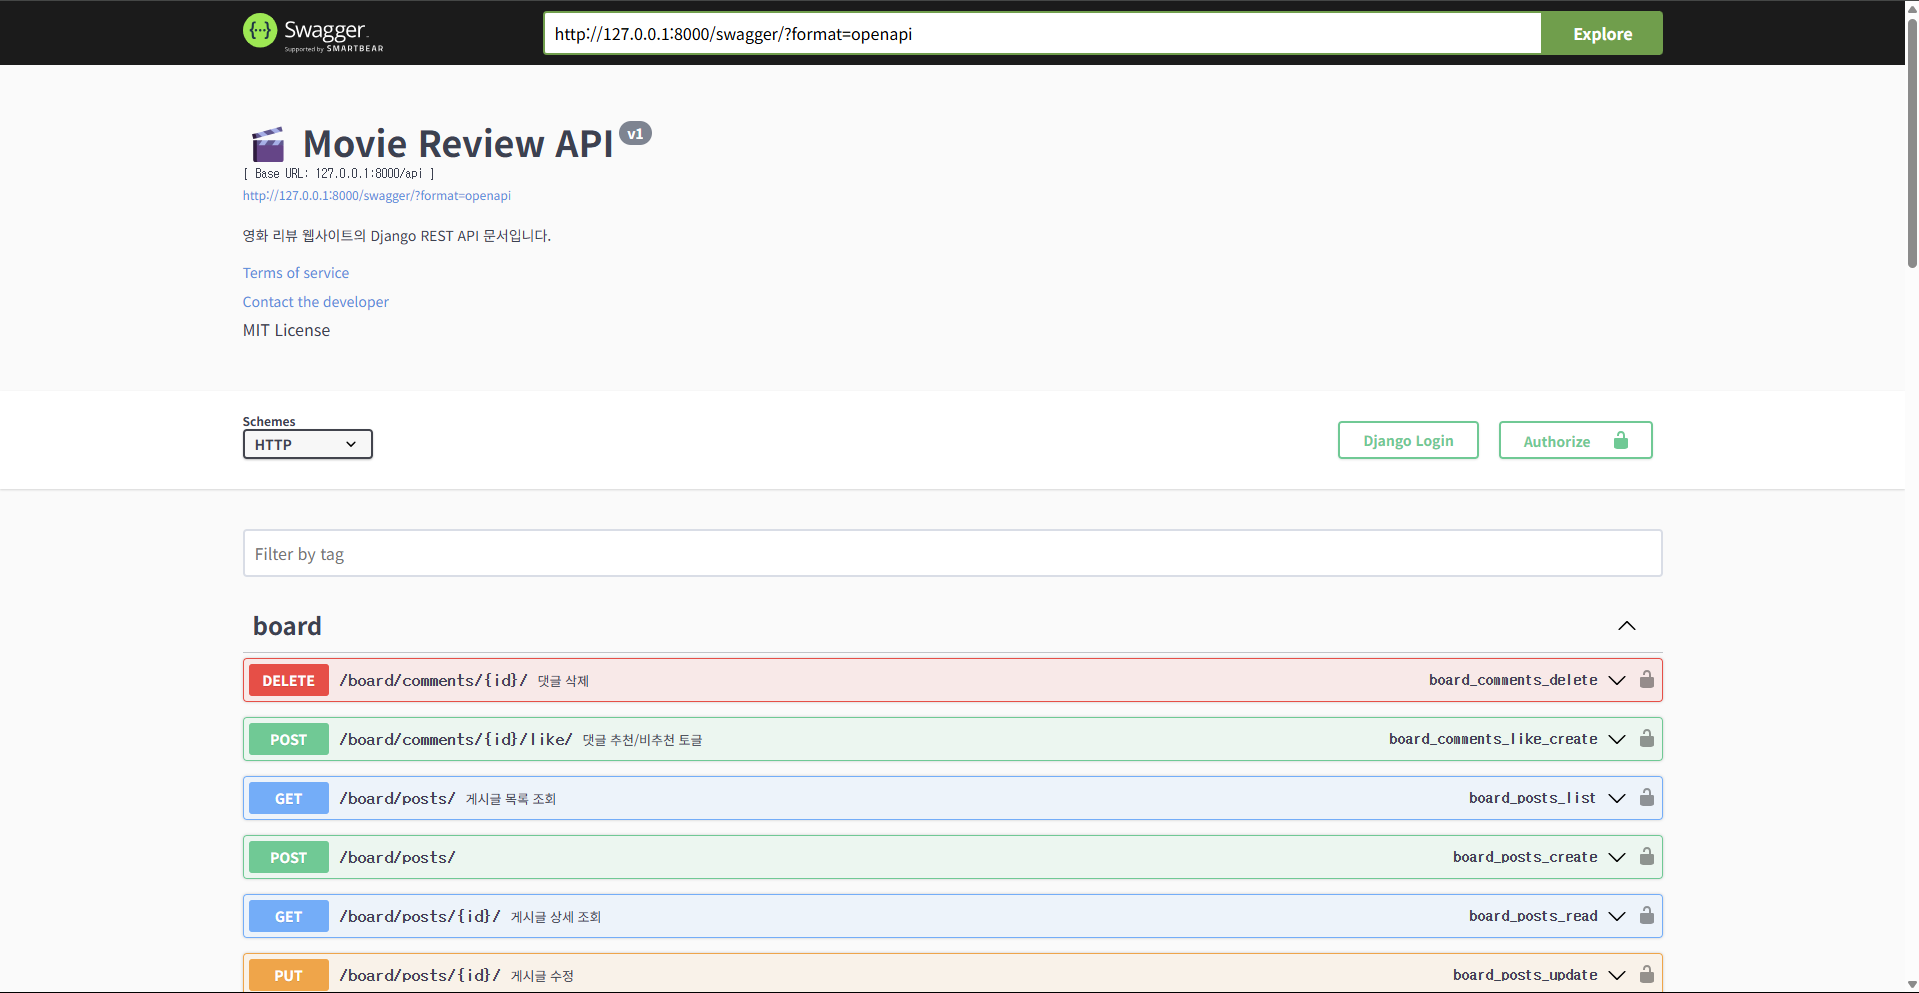 Swagger
Supported by SMARTBEAR
http://127.0.0.1:8000/swagger/?format=openapi
Explore
Movie Review API v1
[ Base URL: 127.0.0.1:8000/api ]
http://127.0.0.1:8000/swagger/?format=openapi
영화 리뷰 웹사이트의 Django REST API 문서입니다.
Terms of service
Contact the developer
MIT License
Schemes
HTTP
Django Login
Authorize
Filter by tag
board
DELETE /board/comments/{id}/ 댓글 삭제 board_comments_delete
POST /board/comments/{id}/like/ 댓글 추천/비추천 토글 board_comments_like_create
GET /board/posts/ 게시글 목록 조회 board_posts_list
POST /board/posts/ board_posts_create
GET /board/posts/{id}/ 게시글 상세 조회 board_posts_read
PUT /board/posts/{id}/ 게시글 수정 board_posts_update